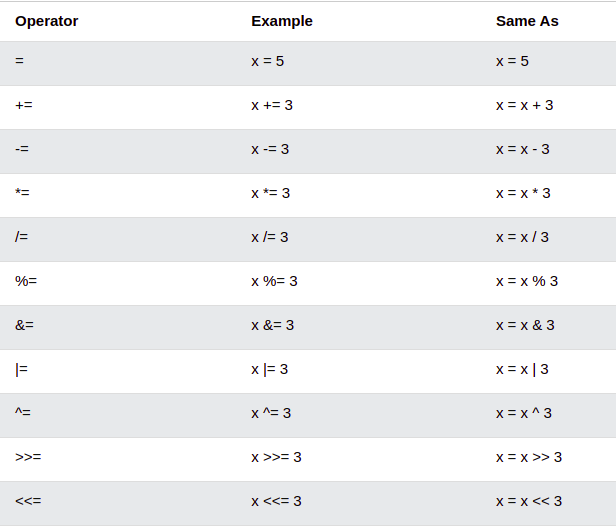 Operator Example Same As
= x = 5 x = 5
+= x += 3 x = x + 3
-= x -= 3 x = x - 3
*= x *= 3 x = x * 3
/= x /= 3 x = x / 3
%= x %= 3 x = x % 3
&= x &= 3 x = x & 3
|= x |= 3 x = x | 3
^= x ^= 3 x = x ^ 3
>>= x >>= 3 x = x >> 3
<<= x <<= 3 x = x << 3